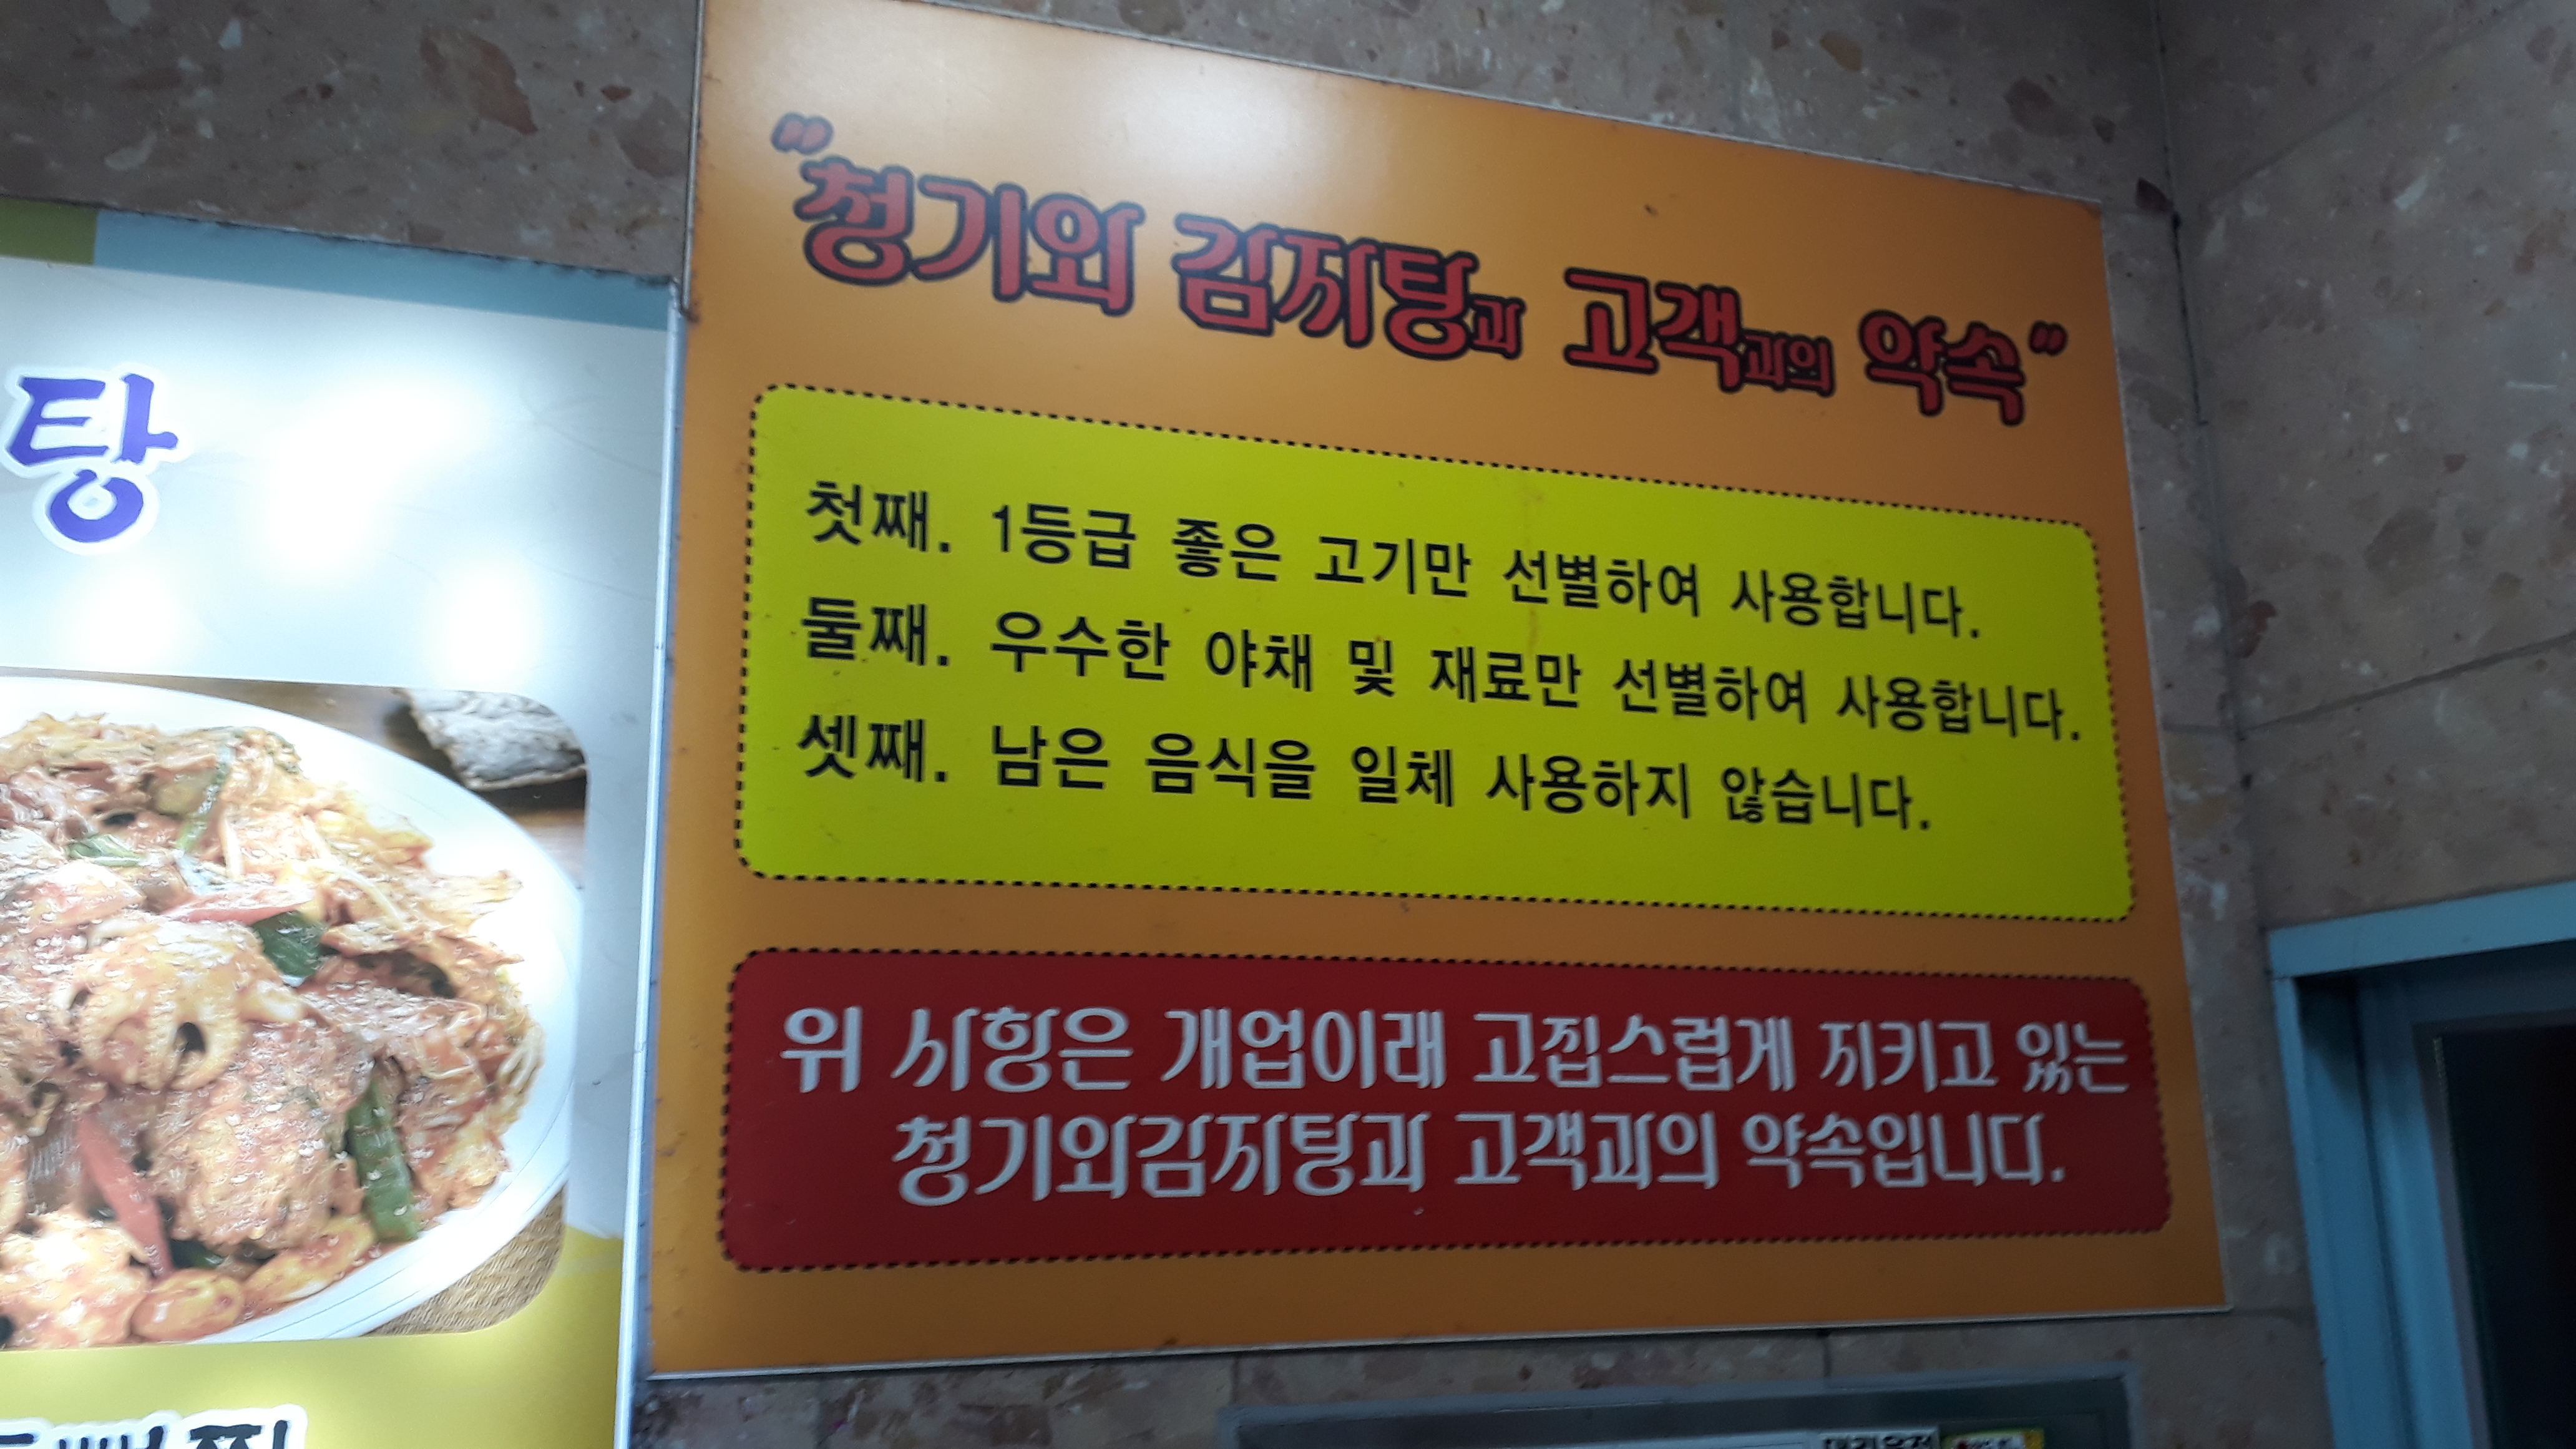 "청기와 감자탕과 고객과의 약속"
첫째. 1등급 좋은 고기만 선별하여 사용합니다.
둘째. 우수한 야채 및 재료만 선별하여 사용합니다.
셋째. 남은 음식을 일체 사용하지 않습니다.
위 사항은 개업이래 고집스럽게 지키고 있는
청기와감자탕과 고객과의 약속입니다.
탕
찜